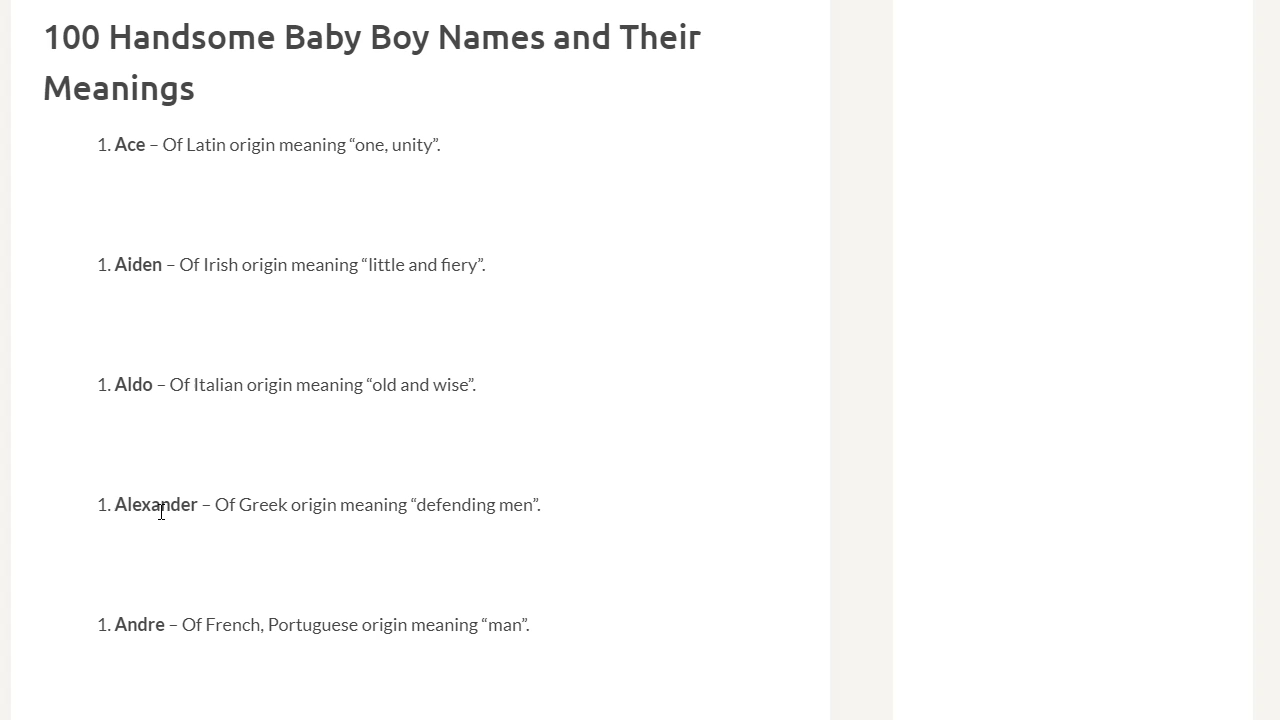 100 Handsome Baby Boy Names and Their
Meanings
1. Ace – Of Latin origin meaning “one, unity”.
1. Aiden – Of Irish origin meaning “little and fiery”.
1. Aldo – Of Italian origin meaning “old and wise”.
1. Alexander – Of Greek origin meaning “defending men”.
1. Andre – Of French, Portuguese origin meaning “man”.